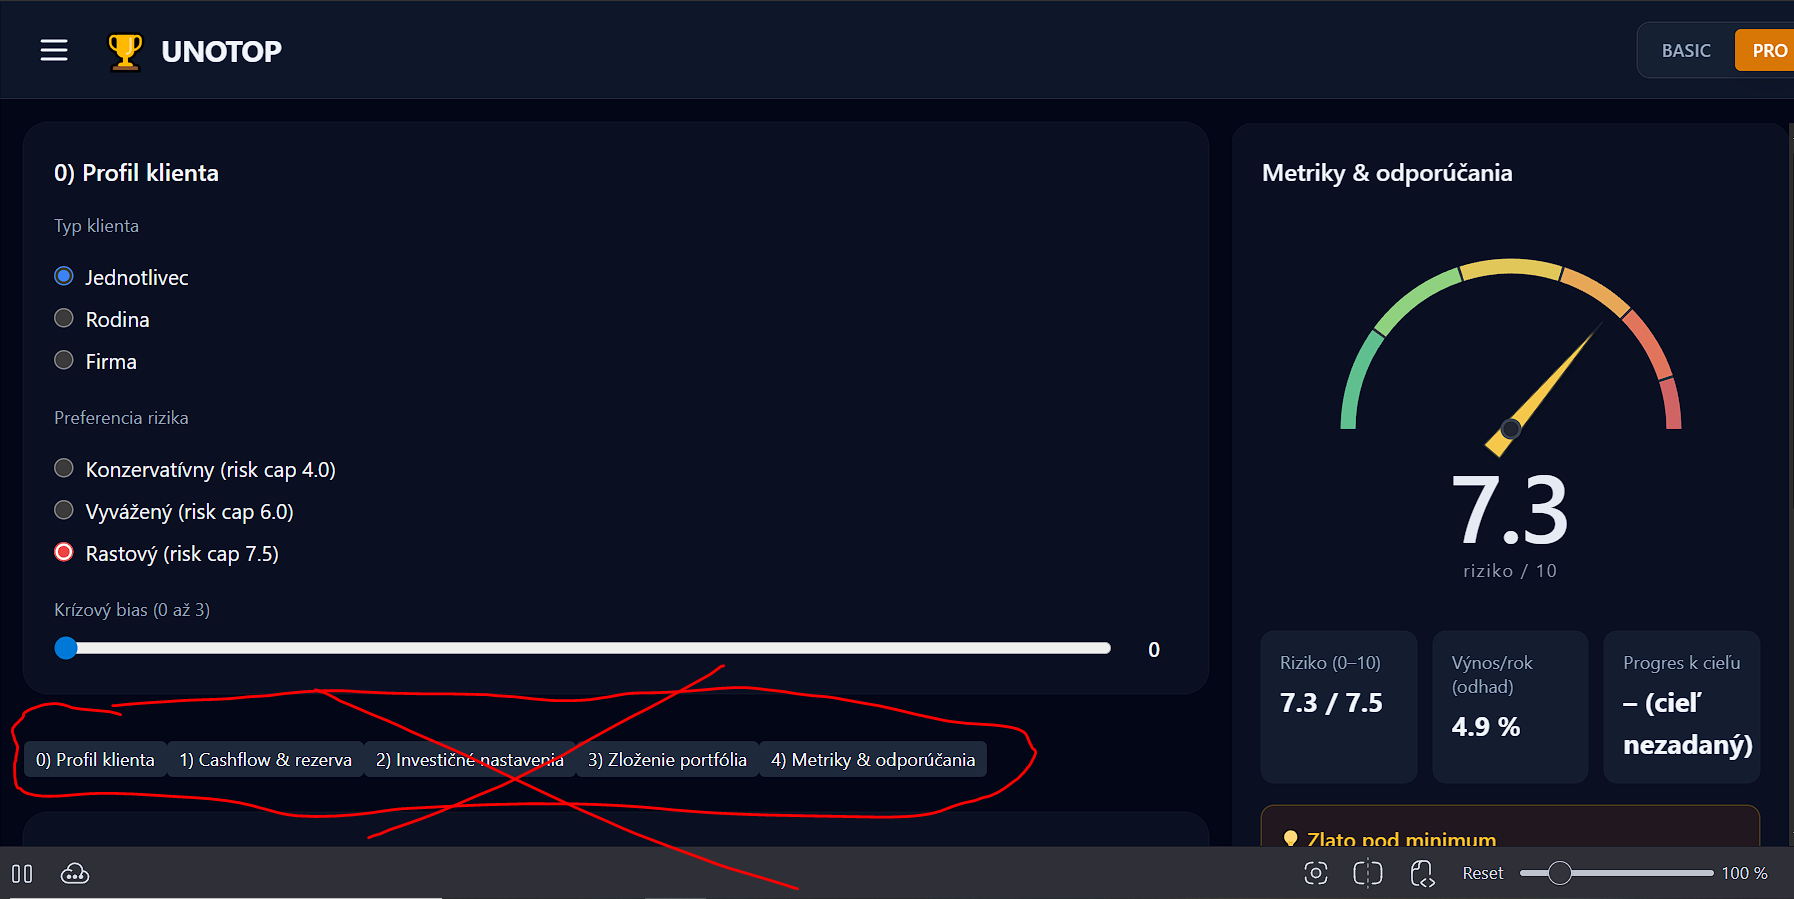 UNOTOP
BASIC
PRO
0) Profil klienta
Typ klienta
Jednotlivec
Rodina
Firma
Preferencia rizika
Konzervatívny (risk cap 4.0)
Vyvážený (risk cap 6.0)
Rastový (risk cap 7.5)
Krízový bias (0 až 3)
0
0) Profil klienta
1) Cashflow & rezerva
2) Investičné nastavenia
3) Zloženie portfólia
4) Metriky & odporúčania
Metriky & odporúčania
7.3
riziko / 10
Riziko (0–10)
7.3 / 7.5
Výnos/rok
(odhad)
4.9 %
Progres k cieľu
– (cieľ
nezadaný)
Zlato pod minimum
Reset
100 %